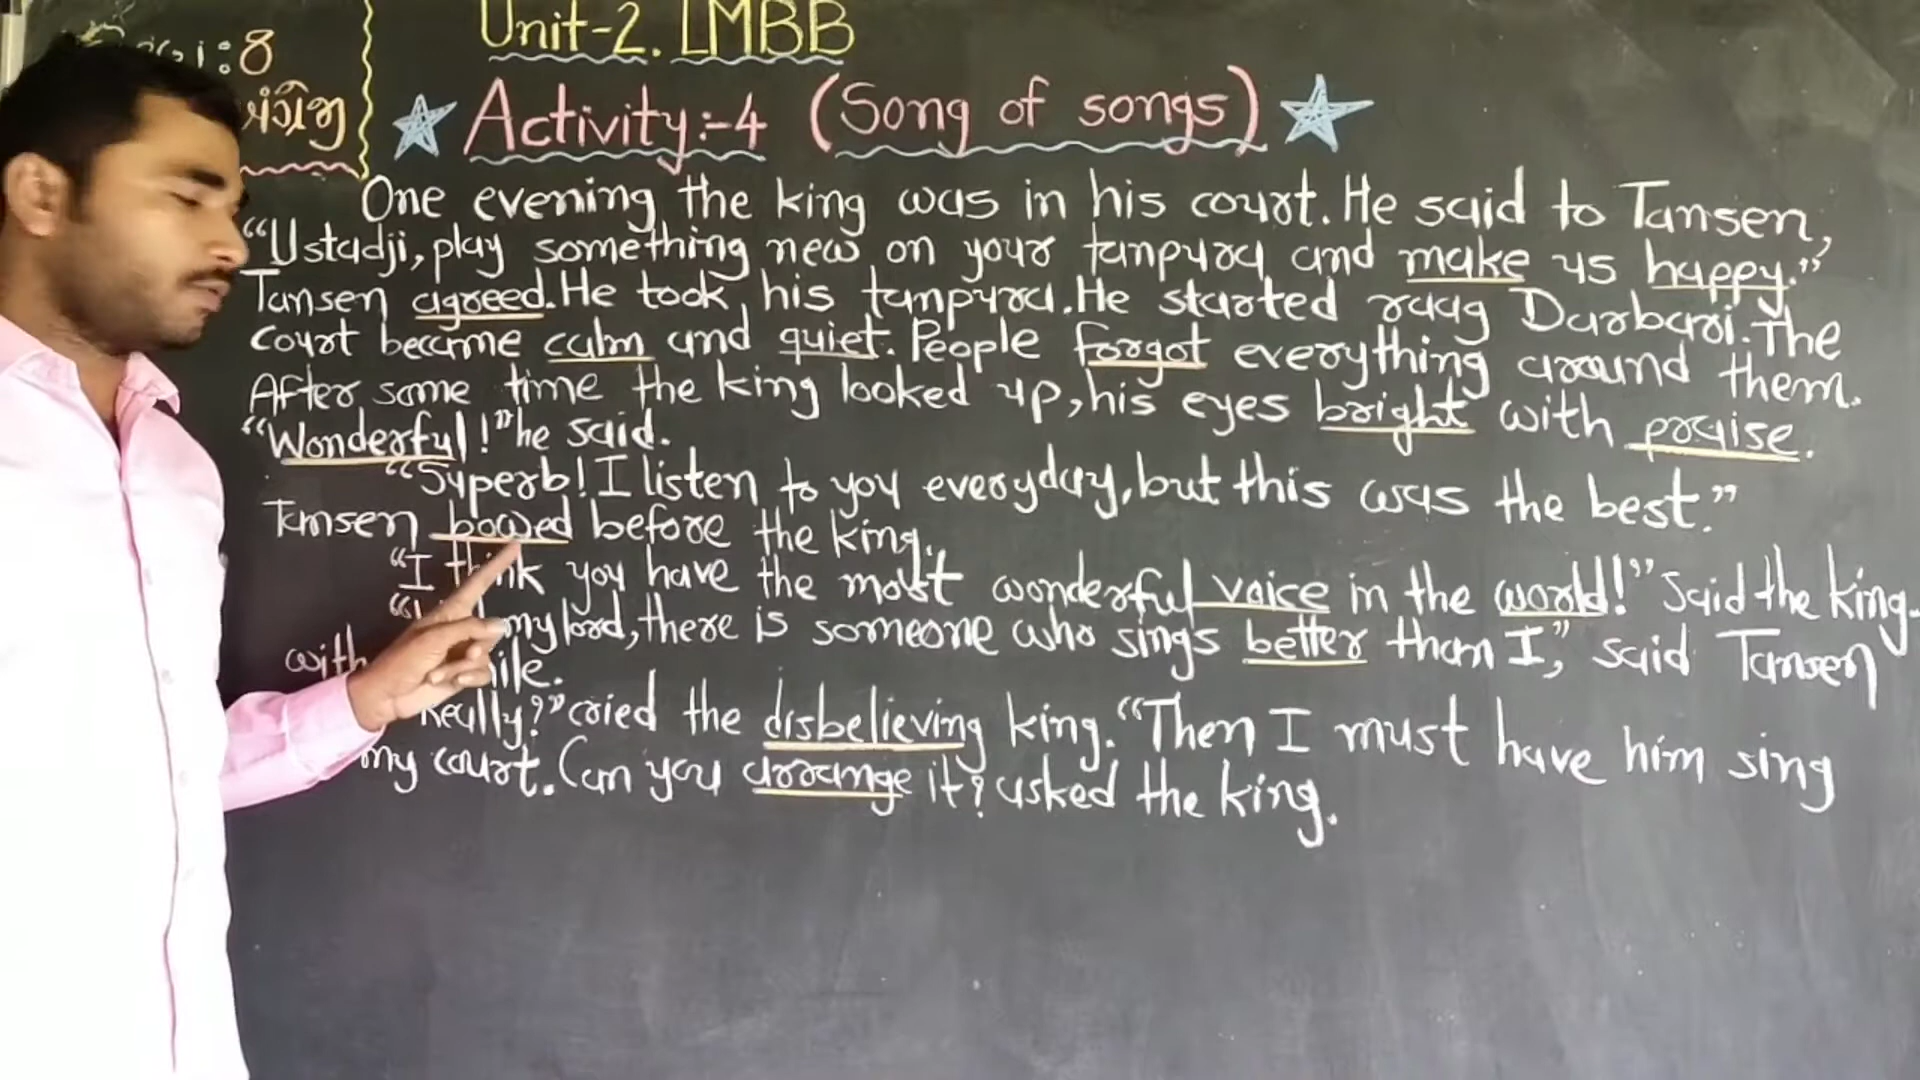 : 8
Unit-2. LMBB
અંગ્રેજી
Activity:-4 (Song of songs)
One evening the king was in his court. He said to Tansen,
“Ustadji, play something new on your tanpura and make us happy.”
Tansen agreed. He took his tanpura. He started raag Darbari. The
court became calm and quiet. People forgot everything around them.
After some time the king looked up, his eyes bright with praise.
“Wonderful!” he said.
“Superb! I listen to you everyday, but this was the best.”
Tansen bowed before the king.
“I think you have the most wonderful voice in the world!” said the king.
my lord, there is someone who sings better than I,” said Tansen
with
Really?” cried the disbelieving king. “Then I must have him sing
my court. Can you arrange it? asked the king.